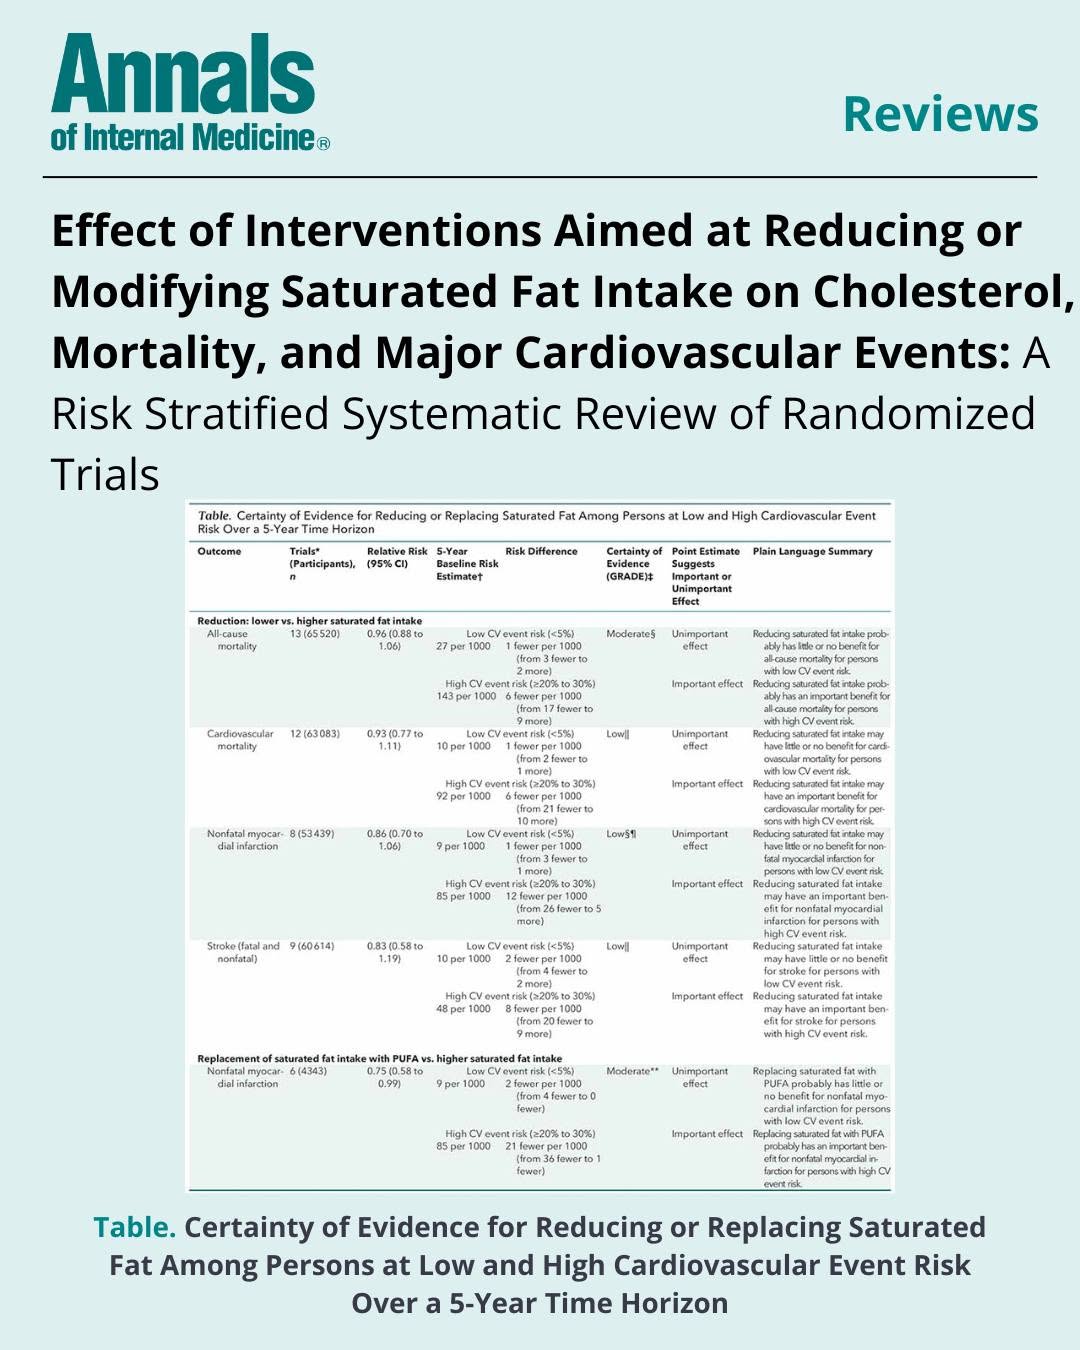 Annals
of Internal Medicine®
Reviews
Effect of Interventions Aimed at Reducing or
Modifying Saturated Fat Intake on Cholesterol,
Mortality, and Major Cardiovascular Events: A
Risk Stratified Systematic Review of Randomized
Trials
Table. Certainty of Evidence for Reducing or Replacing Saturated Fat Among Persons at Low and High Cardiovascular Event
Risk Over a 5-Year Time Horizon
Outcome Trials* Relative Risk 5-Year Risk Difference Certainty of Point Estimate Plain Language Summary
(Participants), (95% CI) Baseline Risk Evidence Suggests
n Estimate† (GRADE)‡ Important or
Unimportant
Effect
Reduction: lower vs. higher saturated fat intake
All-cause 13 (65 520) 0.96 (0.88 to Low CV event risk (<5%) Moderate§ Unimportant Reducing saturated fat intake prob-
mortality 1.06) 27 per 1000 1 fewer per 1000 effect ably has little or no benefit for
(from 3 fewer to all-cause mortality for persons
2 more) with low CV event risk.
High CV event risk (≥20% to 30%) Important effect Reducing saturated fat intake prob-
143 per 1000 6 fewer per 1000 ably has an important benefit for
(from 17 fewer to all-cause mortality for persons
9 more) with high CV event risk.
Cardiovascular 12 (63 083) 0.93 (0.77 to Low CV event risk (<5%) Low|| Unimportant Reducing saturated fat intake may
mortality 1.11) 10 per 1000 1 fewer per 1000 effect have little or no benefit for cardi-
(from 2 fewer to ovascular mortality for persons
1 more) with low CV event risk.
High CV event risk (≥20% to 30%) Important effect Reducing saturated fat intake may
92 per 1000 6 fewer per 1000 have an important benefit for
(from 21 fewer to cardiovascular mortality for per-
10 more) sons with high CV event risk.
Nonfatal myocar- 8 (53 439) 0.86 (0.70 to Low CV event risk (<5%) Low§¶ Unimportant Reducing saturated fat intake may
dial infarction 1.06) 9 per 1000 1 fewer per 1000 effect have little or no benefit for non-
(from 3 fewer to fatal myocardial infarction for
1 more) persons with low CV event risk.
High CV event risk (≥20% to 30%) Important effect Reducing saturated fat intake
85 per 1000 12 fewer per 1000 may have an important ben-
(from 26 fewer to 5 efit for nonfatal myocardial
more) infarction for persons with
high CV event risk.
Stroke (fatal and 9 (60 614) 0.83 (0.58 to Low CV event risk (<5%) Low|| Unimportant Reducing saturated fat intake
nonfatal) 1.19) 10 per 1000 2 fewer per 1000 effect may have little or no benefit
(from 4 fewer to for stroke for persons with
2 more) low CV event risk.
High CV event risk (≥20% to 30%) Important effect Reducing saturated fat intake
48 per 1000 8 fewer per 1000 may have an important ben-
(from 20 fewer to efit for stroke for persons
9 more) with high CV event risk.
Replacement of saturated fat intake with PUFA vs. higher saturated fat intake
Nonfatal myocar- 6 (4343) 0.75 (0.58 to Low CV event risk (<5%) Moderate** Unimportant Replacing saturated fat with
dial infarction 0.99) 9 per 1000 2 fewer per 1000 effect PUFA probably has little or
(from 4 fewer to 0 no benefit for nonfatal myo-
fewer) cardial infarction for persons
with low CV event risk.
High CV event risk (≥20% to 30%) Important effect Replacing saturated fat with PUFA
85 per 1000 21 fewer per 1000 probably has an important ben-
(from 36 fewer to 1 efit for nonfatal myocardial in-
fewer) farction for persons with high CV
event risk.
Table. Certainty of Evidence for Reducing or Replacing Saturated
Fat Among Persons at Low and High Cardiovascular Event Risk
Over a 5-Year Time Horizon